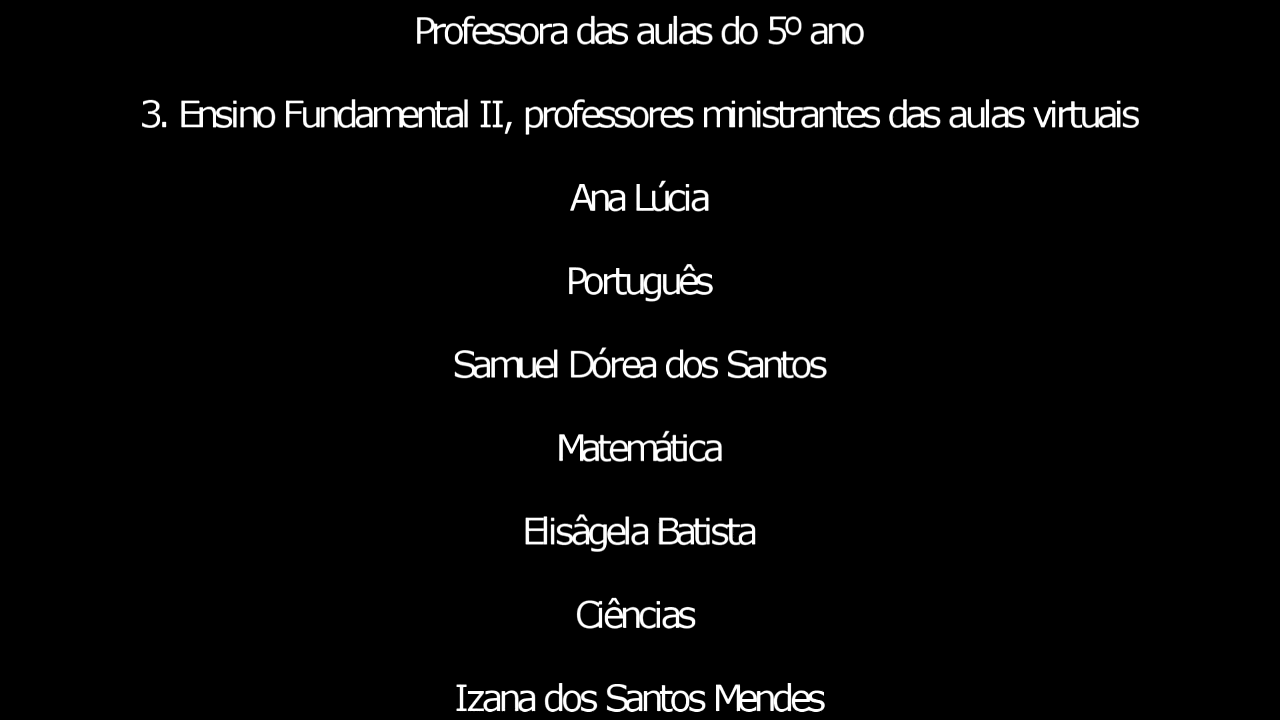 Professora das aulas do 5º ano
3. Ensino Fundamental II, professores ministrantes das aulas virtuais
Ana Lúcia
Português
Samuel Dórea dos Santos
Matemática
Elisâgela Batista
Ciências
Izana dos Santos Mendes